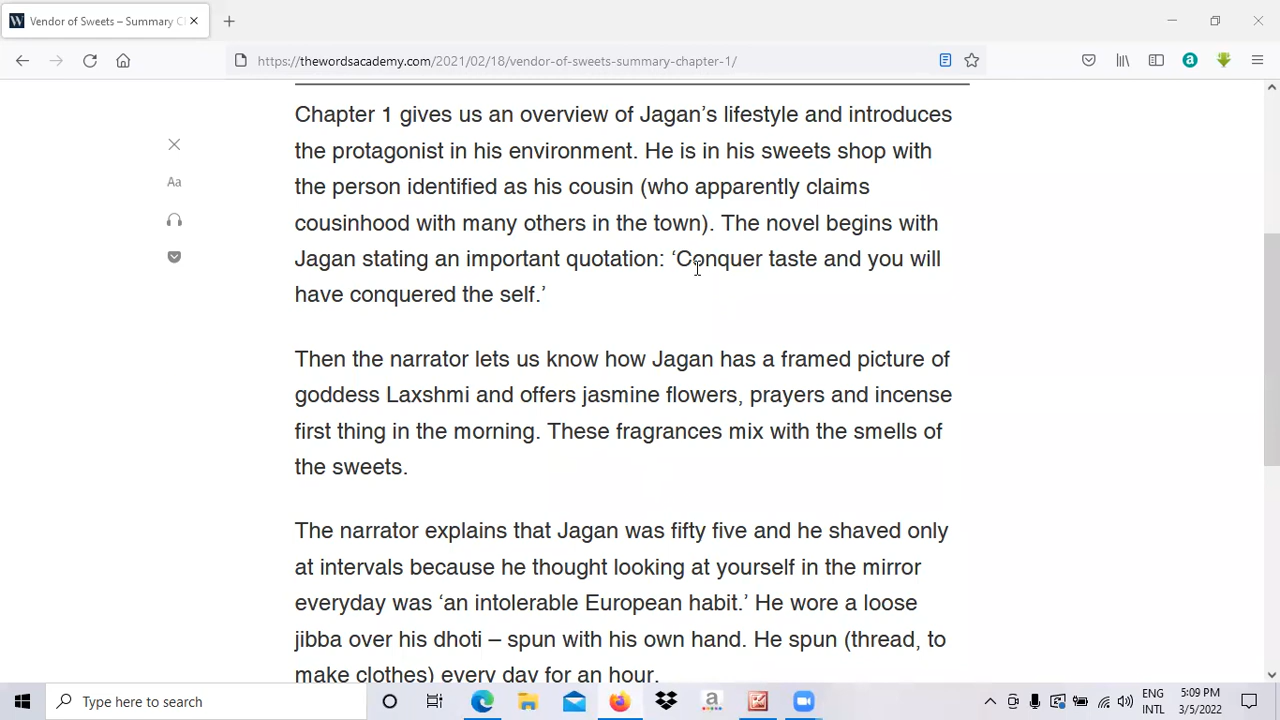 Vendor of Sweets – Summary C
https://thewordsacademy.com/2021/02/18/vendor-of-sweets-summary-chapter-1/
Chapter 1 gives us an overview of Jagan’s lifestyle and introduces
the protagonist in his environment. He is in his sweets shop with
the person identified as his cousin (who apparently claims
cousinhood with many others in the town). The novel begins with
Jagan stating an important quotation: ‘Conquer taste and you will
have conquered the self.’
Aa
Then the narrator lets us know how Jagan has a framed picture of
goddess Laxshmi and offers jasmine flowers, prayers and incense
first thing in the morning. These fragrances mix with the smells of
the sweets.
The narrator explains that Jagan was fifty five and he shaved only
at intervals because he thought looking at yourself in the mirror
everyday was ‘an intolerable European habit.’ He wore a loose
jibba over his dhoti – spun with his own hand. He spun (thread, to
make clothes) every day for an hour.
Type here to search
ENG
INTL
5:09 PM
3/5/2022